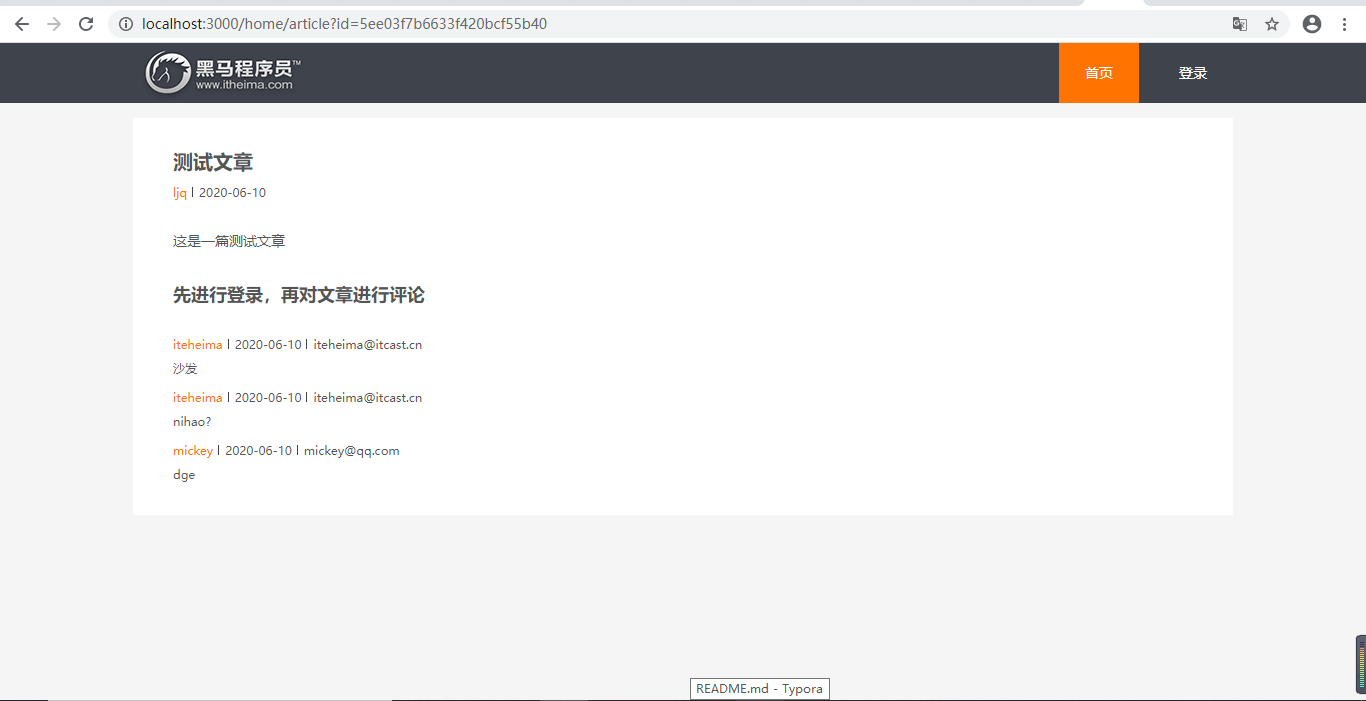 localhost:3000/home/article?id=5ee03f7b6633f420bcf55b40
黑马程序员™
www.itheima.com
首页
登录
测试文章
ljq | 2020-06-10
这是一篇测试文章
先进行登录，再对文章进行评论
iteheima | 2020-06-10 | iteheima@itcast.cn
沙发
iteheima | 2020-06-10 | iteheima@itcast.cn
nihao?
mickey | 2020-06-10 | mickey@qq.com
dge
README.md - Typora